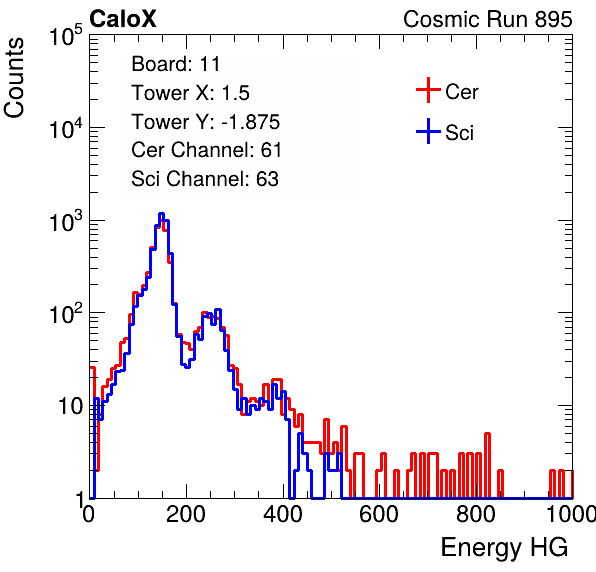 CaloX Cosmic Run 895
Counts
10^5
10^4
10^3
10^2
10
1
Board: 11
Tower X: 1.5
Tower Y: -1.875
Cer Channel: 61
Sci Channel: 63
Cer
Sci
0 200 400 600 800 1000
Energy HG